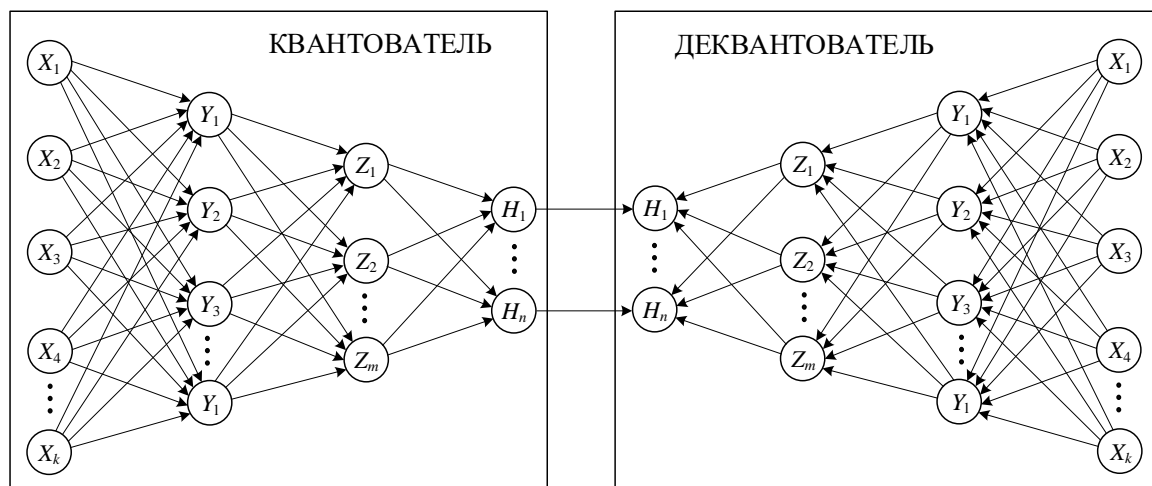 КВАНТОВАТЕЛЬ
X1
X2
X3
X4
Xk
Y1
Y2
Y3
Y1
Z1
Z2
Zm
H1
Hn
ДЕКВАНТОВАТЕЛЬ
H1
Hn
Z1
Z2
Zm
Y1
Y2
Y3
Y1
X1
X2
X3
X4
Xk